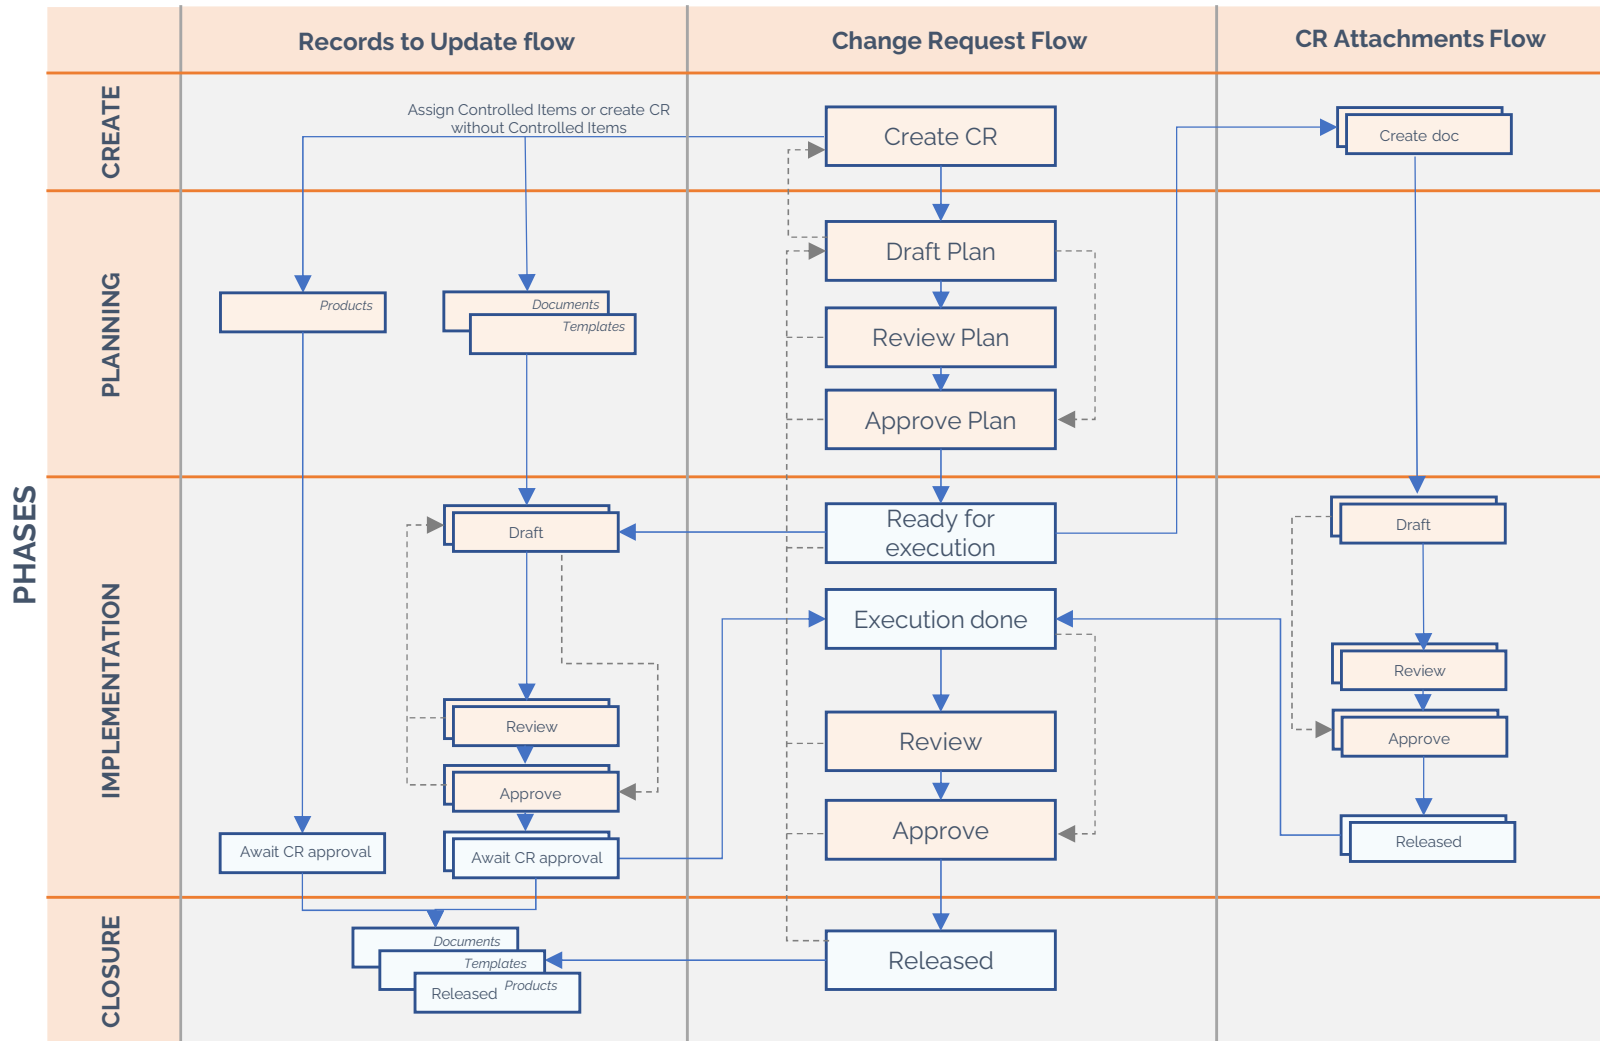 Records to Update flow
Change Request Flow
CR Attachments Flow
PHASES
CREATE
Assign Controlled Items or create CR
without Controlled Items
Create CR
Create doc
PLANNING
Products
Documents
Templates
Draft Plan
Review Plan
Approve Plan
IMPLEMENTATION
Draft
Review
Approve
Await CR approval
Await CR approval
Ready for
execution
Execution done
Review
Approve
Draft
Review
Approve
Released
CLOSURE
Documents
Templates
Products
Released
Released